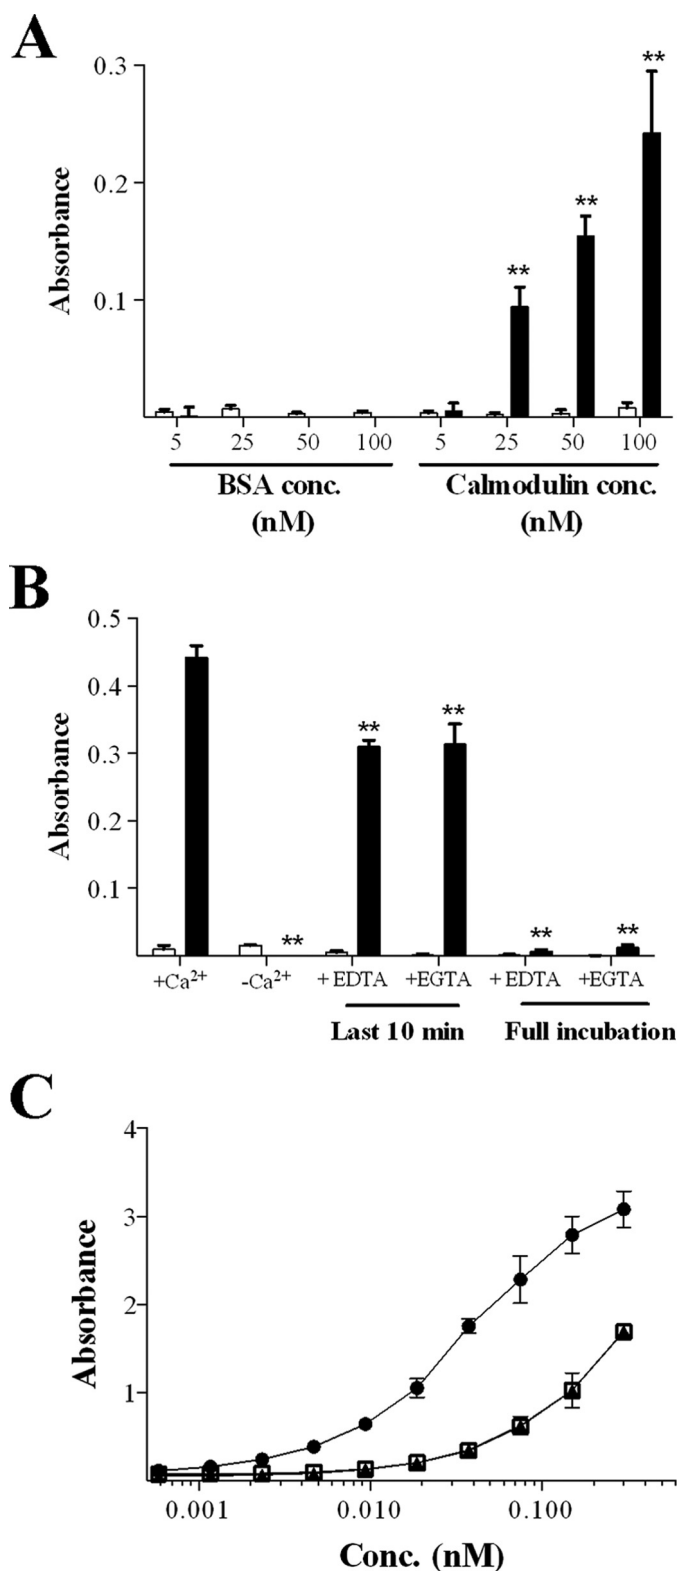 A
0.3
0.2
0.1
Absorbance
**
**
**
5 25 50 100 5 25 50 100
BSA conc. Calmodulin conc.
(nM) (nM)
B
0.5
0.4
0.3
0.2
0.1
Absorbance
** ** ** ** **
+Ca2+ -Ca2+ + EDTA +EGTA + EDTA +EGTA
Last 10 min Full incubation
C
4
3
2
1
Absorbance
0.001 0.010 0.100
Conc. (nM)